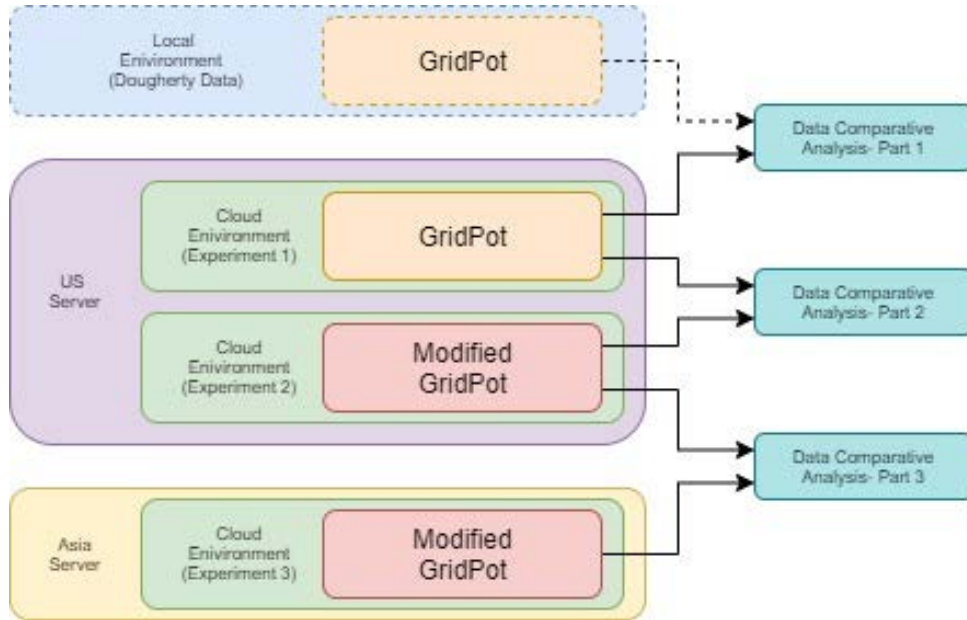 Local
Enivironment
(Dougherty Data)
GridPot
Data Comparative
Analysis- Part 1
US
Server
Cloud
Enivironment
(Experiment 1)
GridPot
Data Comparative
Analysis- Part 2
Cloud
Enivironment
(Experiment 2)
Modified
GridPot
Data Comparative
Analysis- Part 3
Asia
Server
Cloud
Enivironment
(Experiment 3)
Modified
GridPot